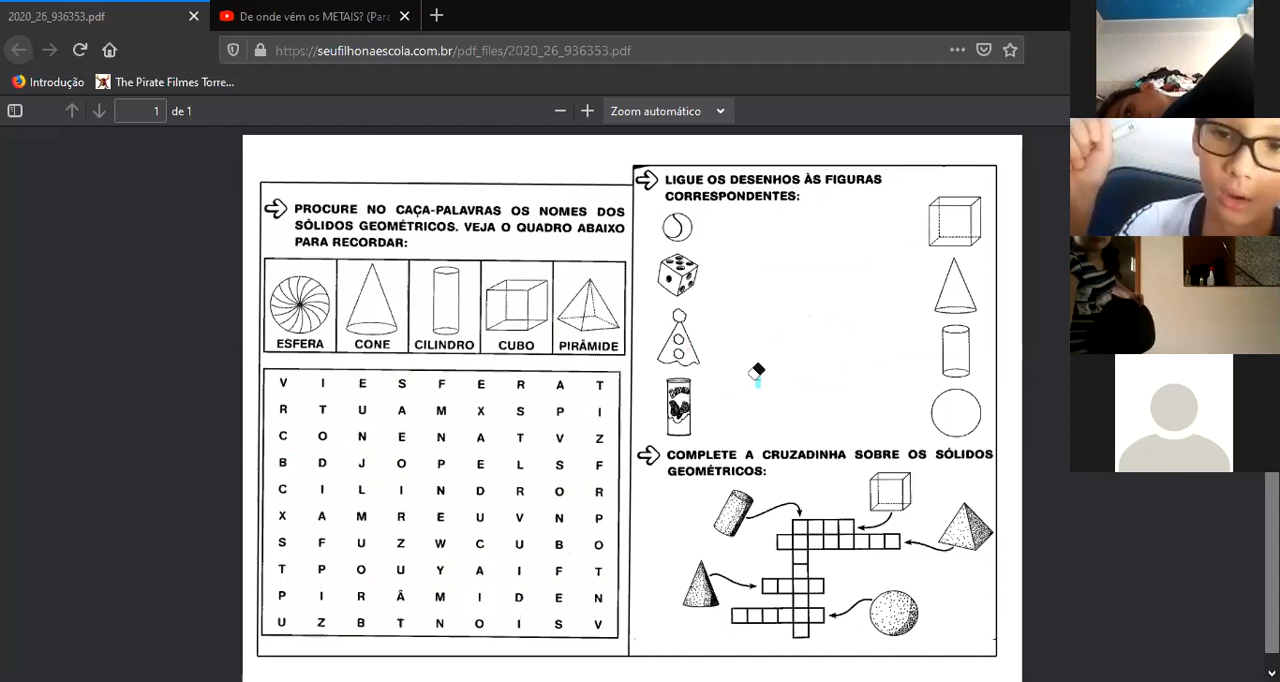 2020_26_936353.pdf
De onde vêm os METAIS? (Para
https://seufilhonaescola.com.br/pdf_files/2020_26_936353.pdf
Introdução
The Pirate Filmes Torre...
1
de 1
Zoom automático
PROCURE NO CAÇA-PALAVRAS OS NOMES DOS
SÓLIDOS GEOMÉTRICOS. VEJA O QUADRO ABAIXO
PARA RECORDAR:
ESFERA CONE CILINDRO CUBO PIRÂMIDE
V I E S F E R A T
R T U A M X S P I
C O N E N A T V Z
B D J O P E L S F
C I L I N D R O R
X A M R E U V N P
S F U Z W C U B O
T P O U Y A I F T
P I R Â M I D E N
U Z B T N O I S V
LIGUE OS DESENHOS ÀS FIGURAS
CORRESPONDENTES:
COMPLETE A CRUZADINHA SOBRE OS SÓLIDOS
GEOMÉTRICOS: